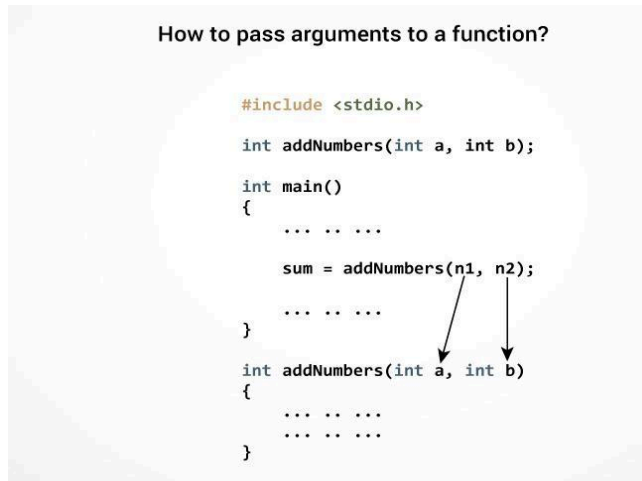 How to pass arguments to a function?
#include <stdio.h>
int addNumbers(int a, int b);
int main()
{
... .. ...
sum = addNumbers(n1, n2);
... .. ...
}
int addNumbers(int a, int b)
{
... .. ...
... .. ...
}